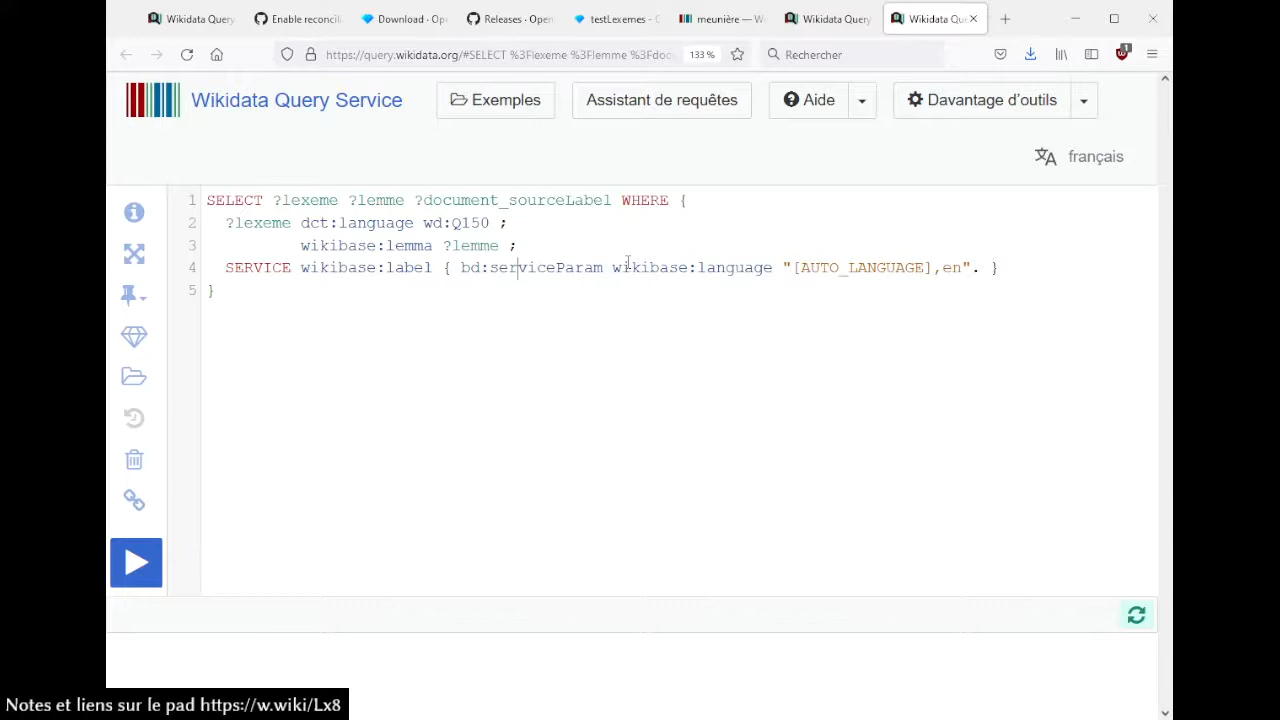 Wikidata Query
Enable reconcili
Download · Ope
Releases · Open
testLexemes - O
meunière — W
Wikidata Query
Wikidata Que
https://query.wikidata.org/#SELECT %3Flexeme %3Flemme %3Fdoc
133 %
Rechercher
1
Wikidata Query Service
Exemples
Assistant de requêtes
Aide
Davantage d’outils
français
1 SELECT ?lexeme ?lemme ?document_sourceLabel WHERE {
2 ?lexeme dct:language wd:Q150 ;
3 wikibase:lemma ?lemme ;
4 SERVICE wikibase:label { bd:serviceParam wikibase:language "[AUTO_LANGUAGE],en". }
5 }
Notes et liens sur le pad https://w.wiki/Lx8